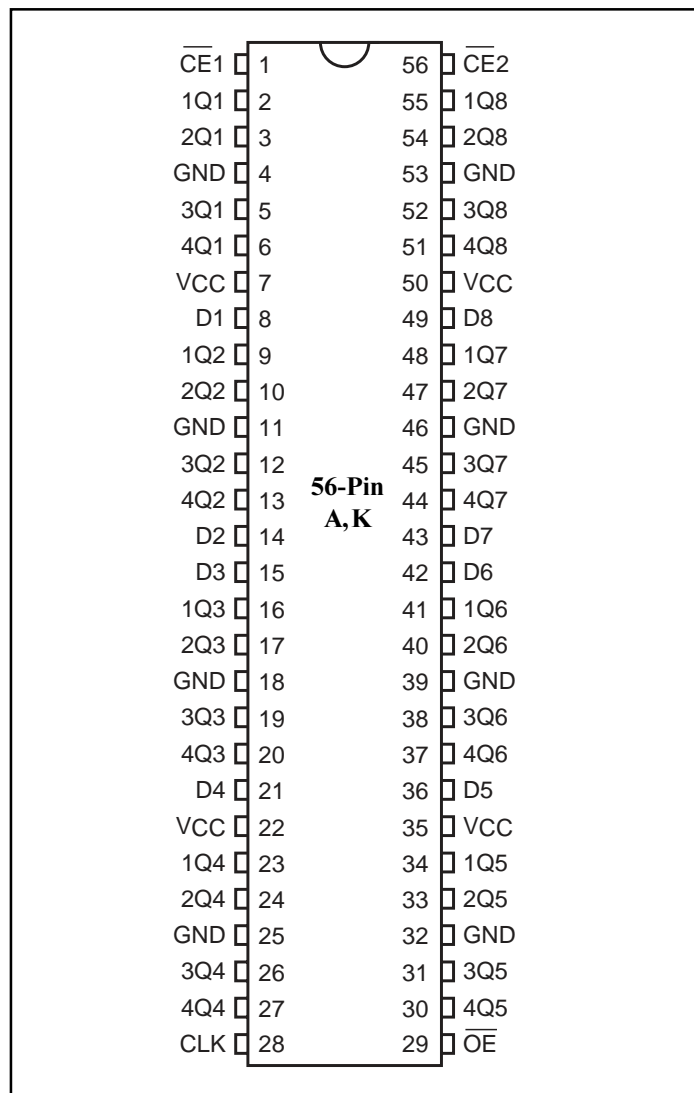 C̅E̅1 1 56 C̅E̅2
1Q1 2 55 1Q8
2Q1 3 54 2Q8
GND 4 53 GND
3Q1 5 52 3Q8
4Q1 6 51 4Q8
VCC 7 50 VCC
D1 8 49 D8
1Q2 9 48 1Q7
2Q2 10 47 2Q7
GND 11 46 GND
3Q2 12 45 3Q7
4Q2 13 44 4Q7
56-Pin
A, K
D2 14 43 D7
D3 15 42 D6
1Q3 16 41 1Q6
2Q3 17 40 2Q6
GND 18 39 GND
3Q3 19 38 3Q6
4Q3 20 37 4Q6
D4 21 36 D5
VCC 22 35 VCC
1Q4 23 34 1Q5
2Q4 24 33 2Q5
GND 25 32 GND
3Q4 26 31 3Q5
4Q4 27 30 4Q5
CLK 28 29 O̅E̅